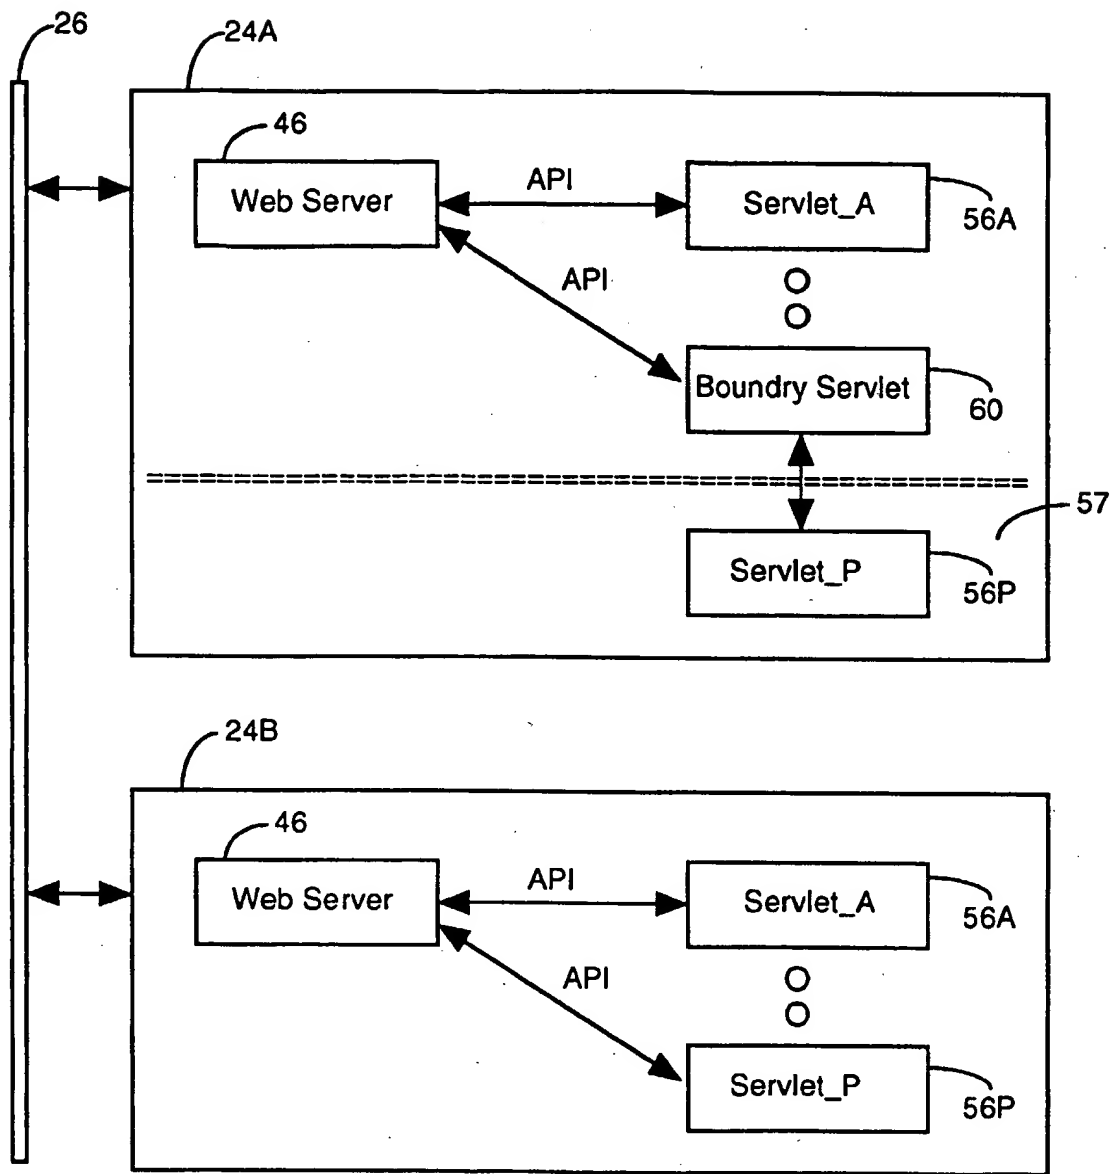 26
24A
46
Web Server
API
Servlet_A
56A
API
Boundry Servlet
60
57
Servlet_P
56P
24B
46
Web Server
API
Servlet_A
56A
API
Servlet_P
56P